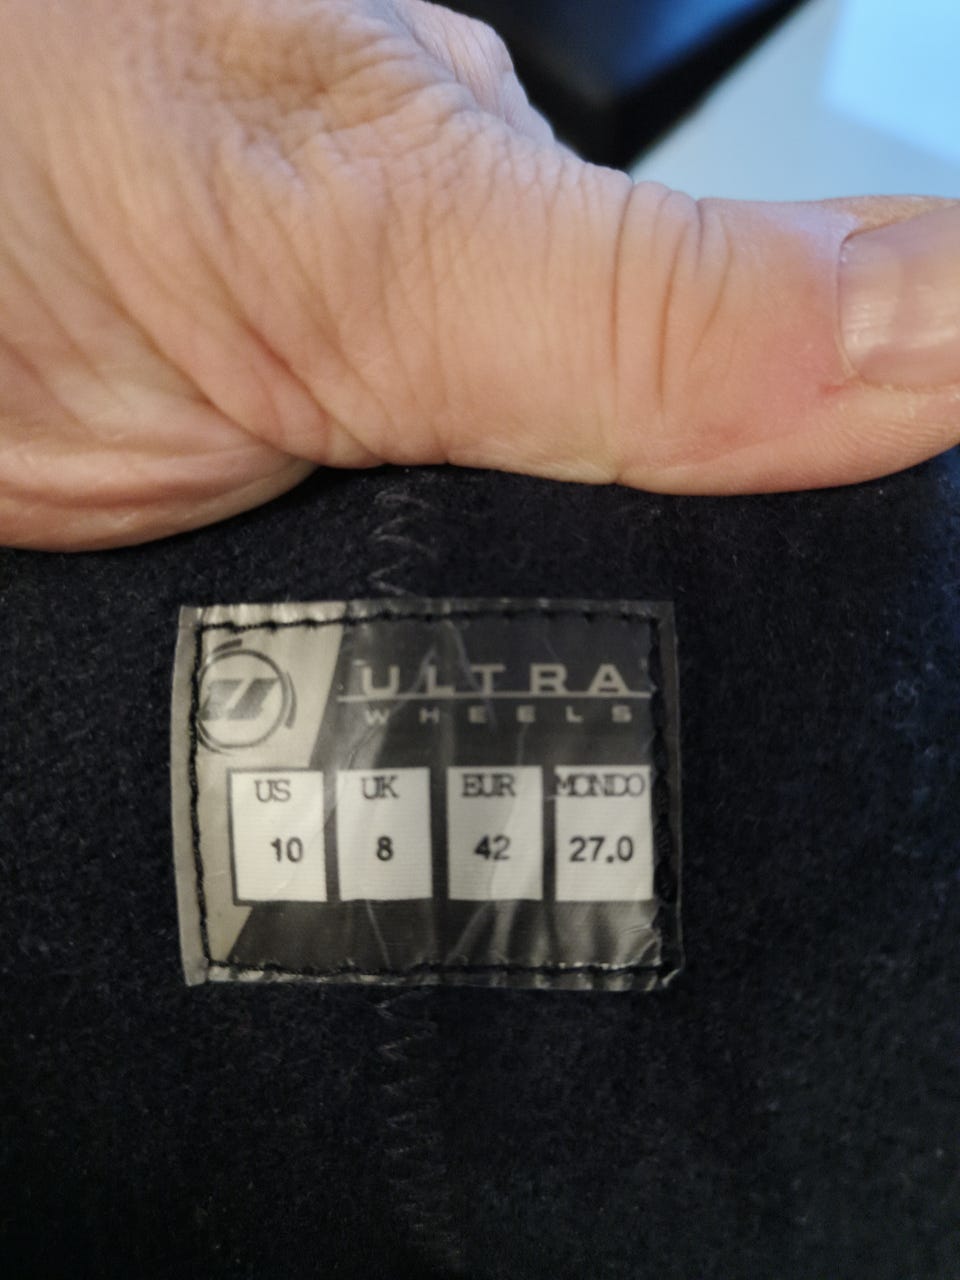 ULTRA
WHEELS
US UK EUR MONDO
10 8 42 27.0